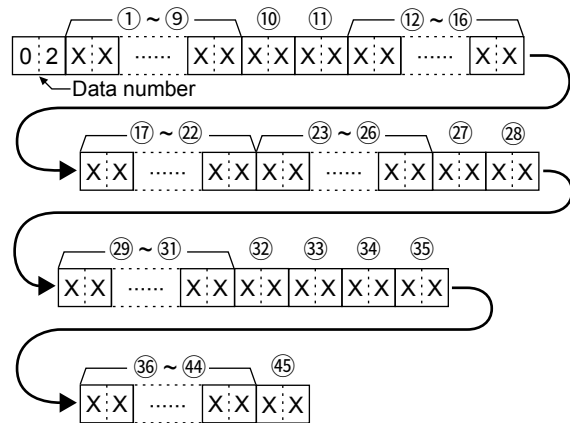 ① ~ ⑨ ⑩ ⑪ ⑫ ~ ⑯
0 2 X X ······ X X X X X X X X ······ X X
Data number
⑰ ~ ㉒ ㉓ ~ ㉖ ㉗ ㉘
X X ······ X X X X ······ X X X X X X
㉙ ~ ㉛ ㉜ ㉝ ㉞ ㉟
X X ······ X X X X X X X X X X
㊱ ~ ㊹ ㊺
X X ······ X X X X